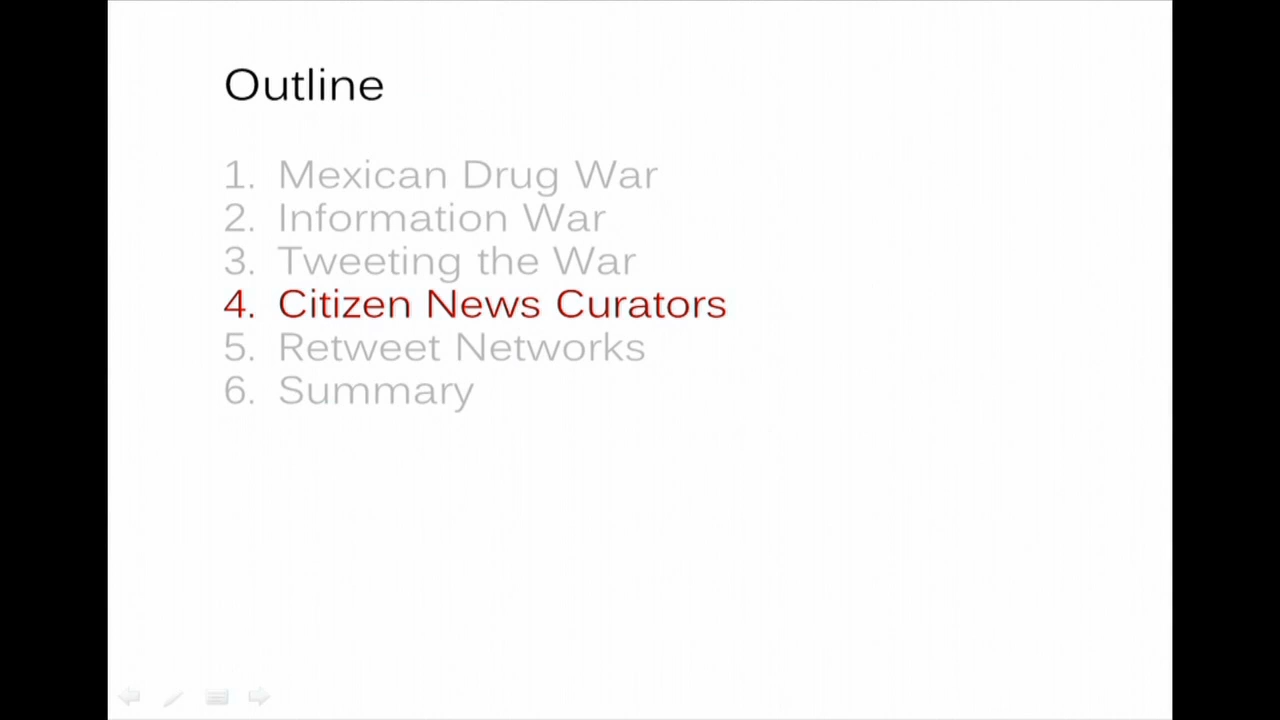 Outline
1. Mexican Drug War
2. Information War
3. Tweeting the War
4. Citizen News Curators
5. Retweet Networks
6. Summary